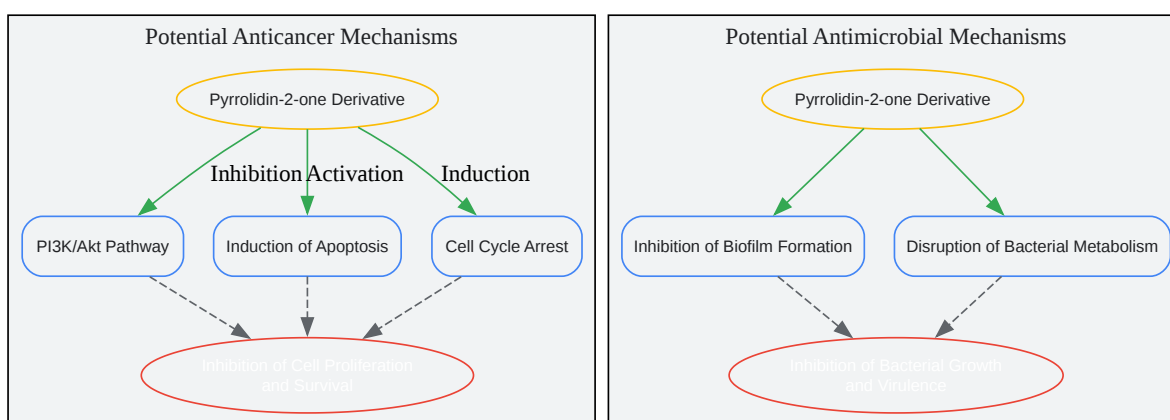 Potential Anticancer Mechanisms
Pyrrolidin-2-one Derivative
Inhibition
Activation
Induction
PI3K/Akt Pathway
Induction of Apoptosis
Cell Cycle Arrest
Inhibition of Cell Proliferation
and Survival
Potential Antimicrobial Mechanisms
Pyrrolidin-2-one Derivative
Inhibition of Biofilm Formation
Disruption of Bacterial Metabolism
Inhibition of Bacterial Growth
and Virulence